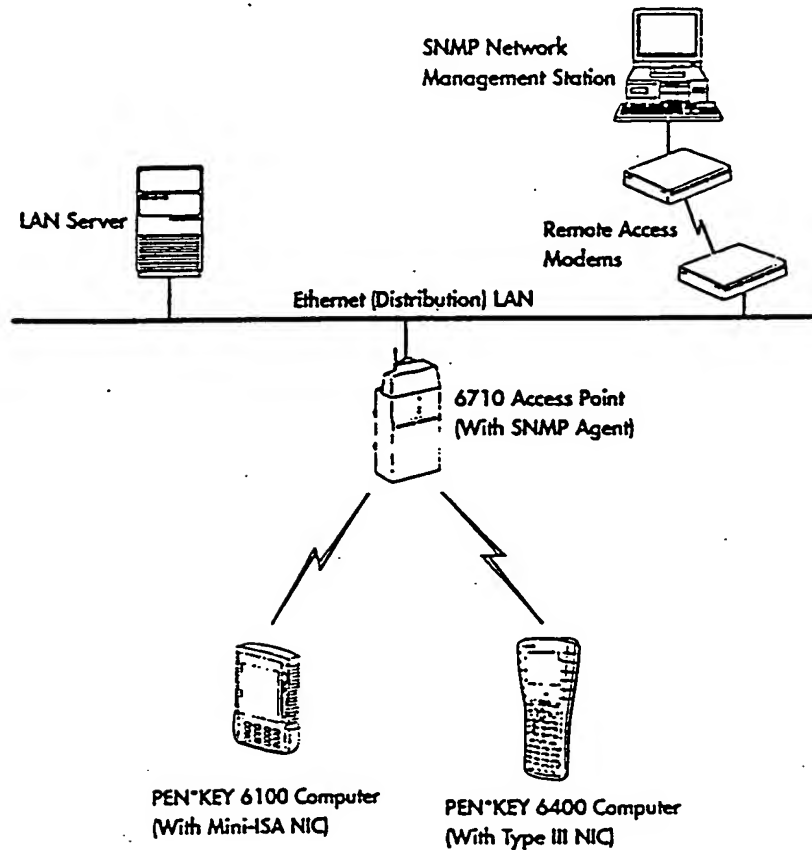 SNMP Network
Management Station
LAN Server
Remote Access
Modems
Ethernet (Distribution) LAN
6710 Access Point
(With SNMP Agent)
PEN*KEY 6100 Computer
(With Mini-ISA NIC)
PEN*KEY 6400 Computer
(With Type III NIC)